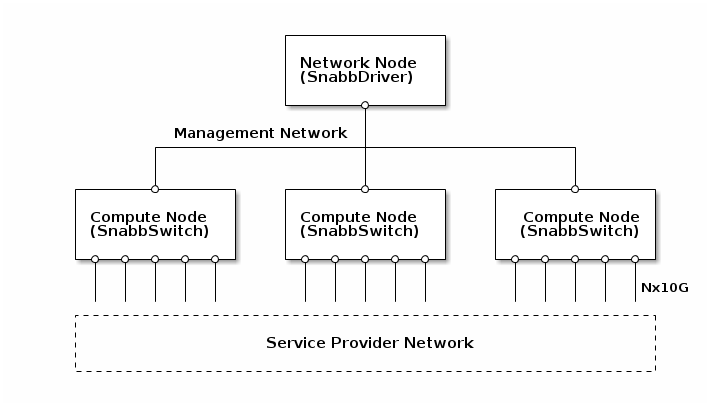 Network Node
(SnabbDriver)
Management Network
Compute Node
(SnabbSwitch)
Compute Node
(SnabbSwitch)
Compute Node
(SnabbSwitch)
Nx10G
Service Provider Network